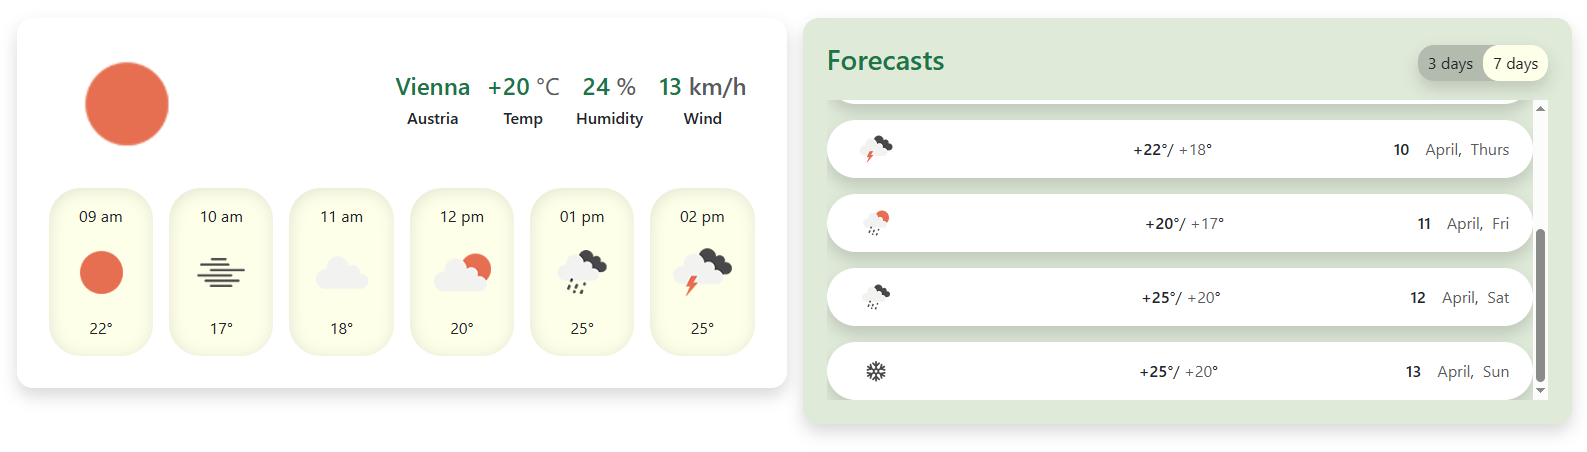 Vienna +20 °C 24 % 13 km/h
Austria Temp Humidity Wind
09 am 10 am 11 am 12 pm 01 pm 02 pm
22° 17° 18° 20° 25° 25°
Forecasts 3 days 7 days
+22°/ +18° 10 April, Thurs
+20°/ +17° 11 April, Fri
+25°/ +20° 12 April, Sat
+25°/ +20° 13 April, Sun